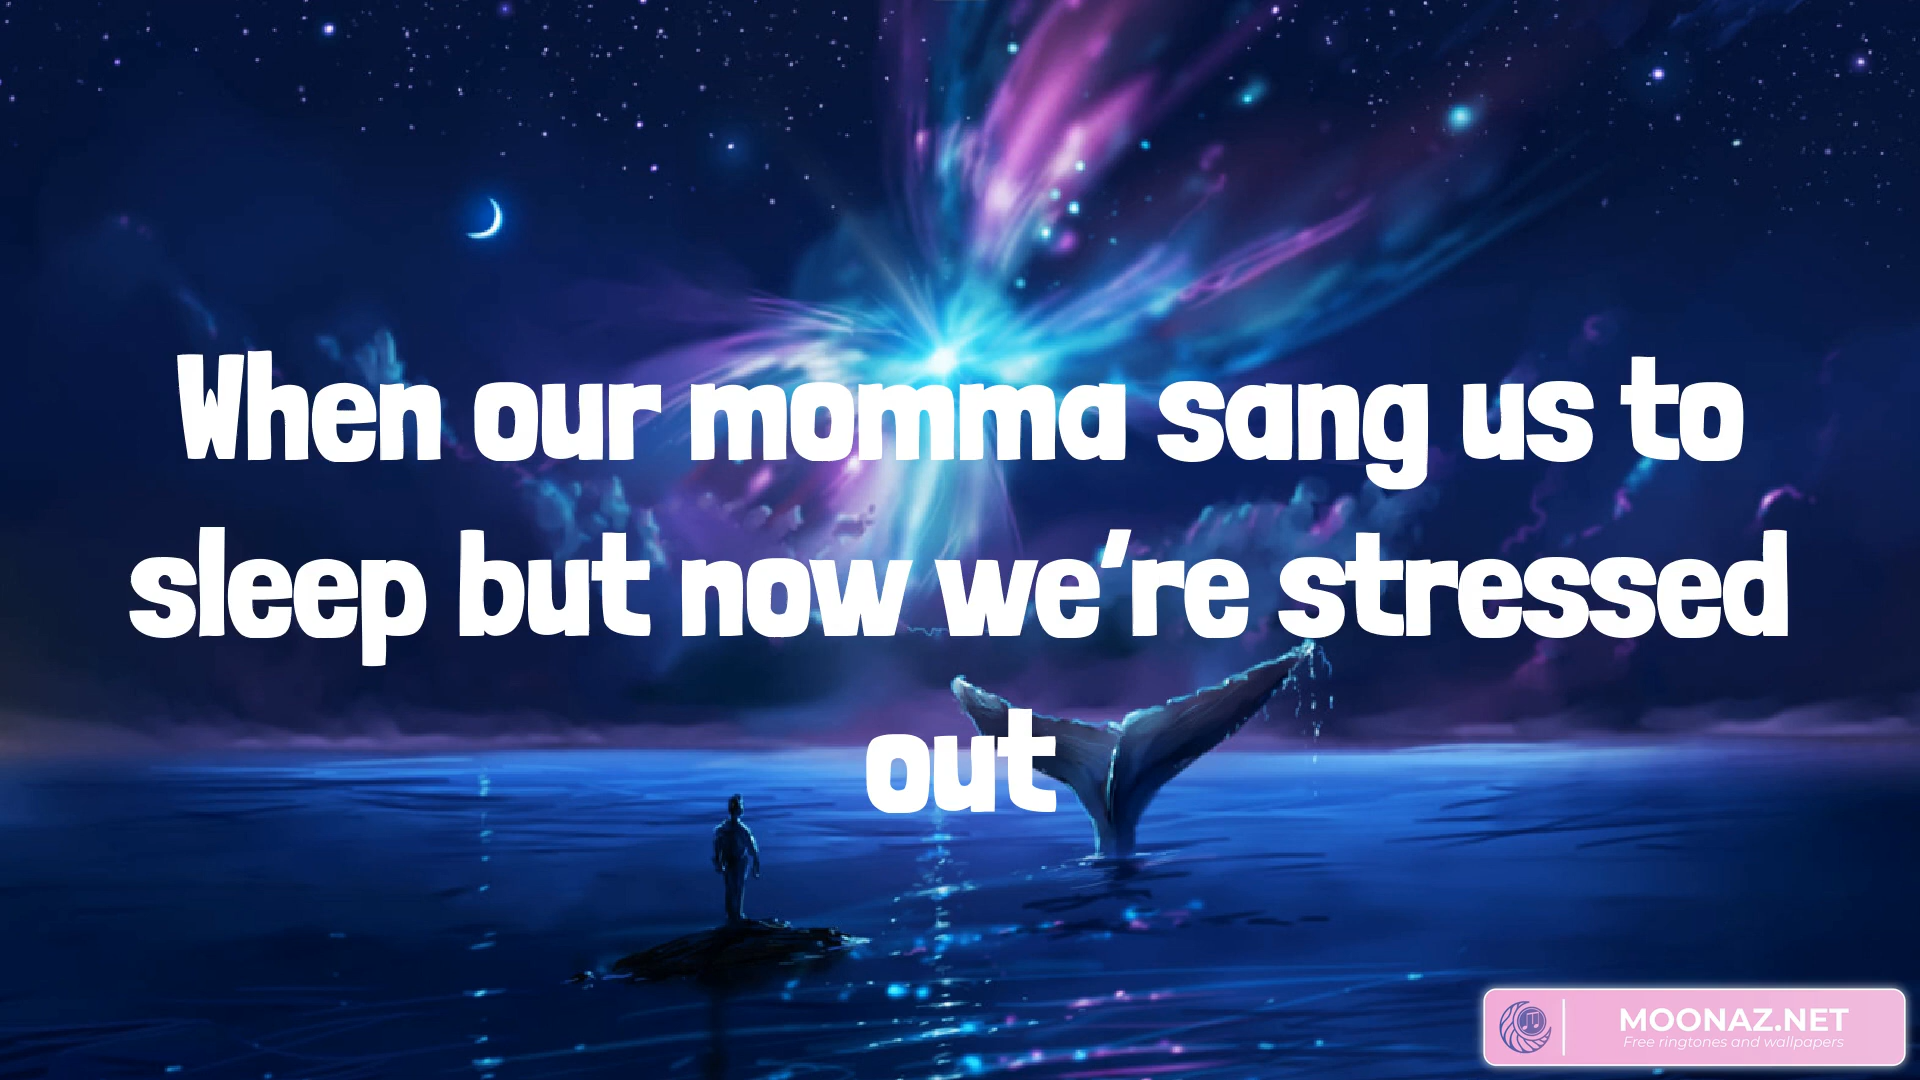 When our momma sang us to
sleep but now we're stressed
out
MOONAZ.NET
Free ringtones and wallpapers